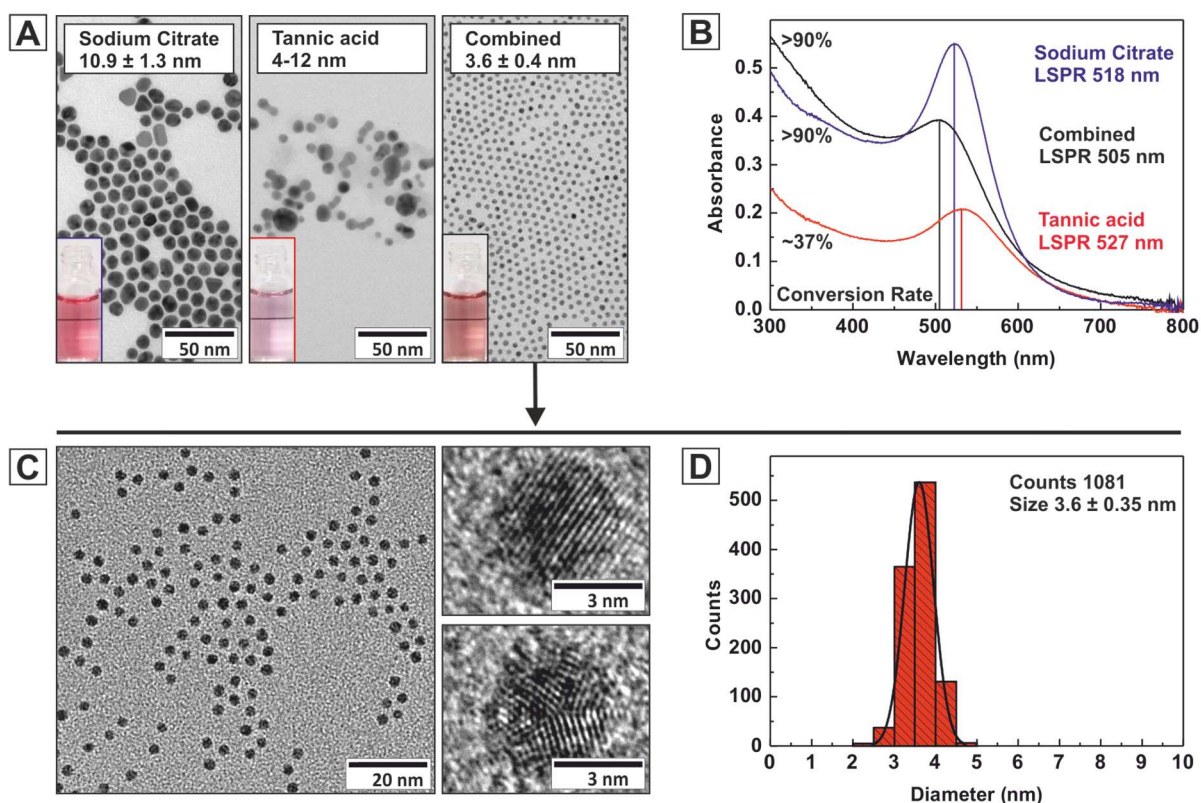 A
Sodium Citrate
10.9 ± 1.3 nm
Tannic acid
4-12 nm
Combined
3.6 ± 0.4 nm
50 nm
50 nm
50 nm
B
>90%
>90%
~37%
Conversion Rate
Sodium Citrate
LSPR 518 nm
Combined
LSPR 505 nm
Tannic acid
LSPR 527 nm
Absorbance
0.5
0.4
0.3
0.2
0.1
0.0
300 400 500 600 700 800
Wavelength (nm)
C
20 nm
3 nm
3 nm
D
Counts 1081
Size 3.6 ± 0.35 nm
Counts
500
400
300
200
100
0
0 1 2 3 4 5 6 7 8 9 10
Diameter (nm)